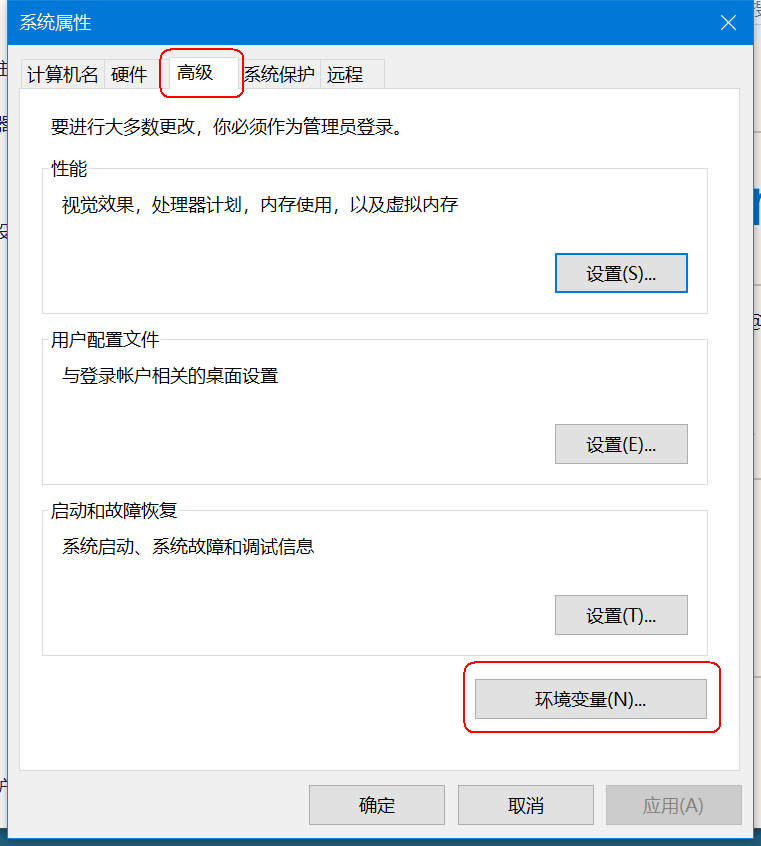 系统属性
计算机名 硬件 高级 系统保护 远程
要进行大多数更改，你必须作为管理员登录。
性能
视觉效果，处理器计划，内存使用，以及虚拟内存
设置(S)...
用户配置文件
与登录帐户相关的桌面设置
设置(E)...
启动和故障恢复
系统启动、系统故障和调试信息
设置(T)...
环境变量(N)...
确定 取消 应用(A)